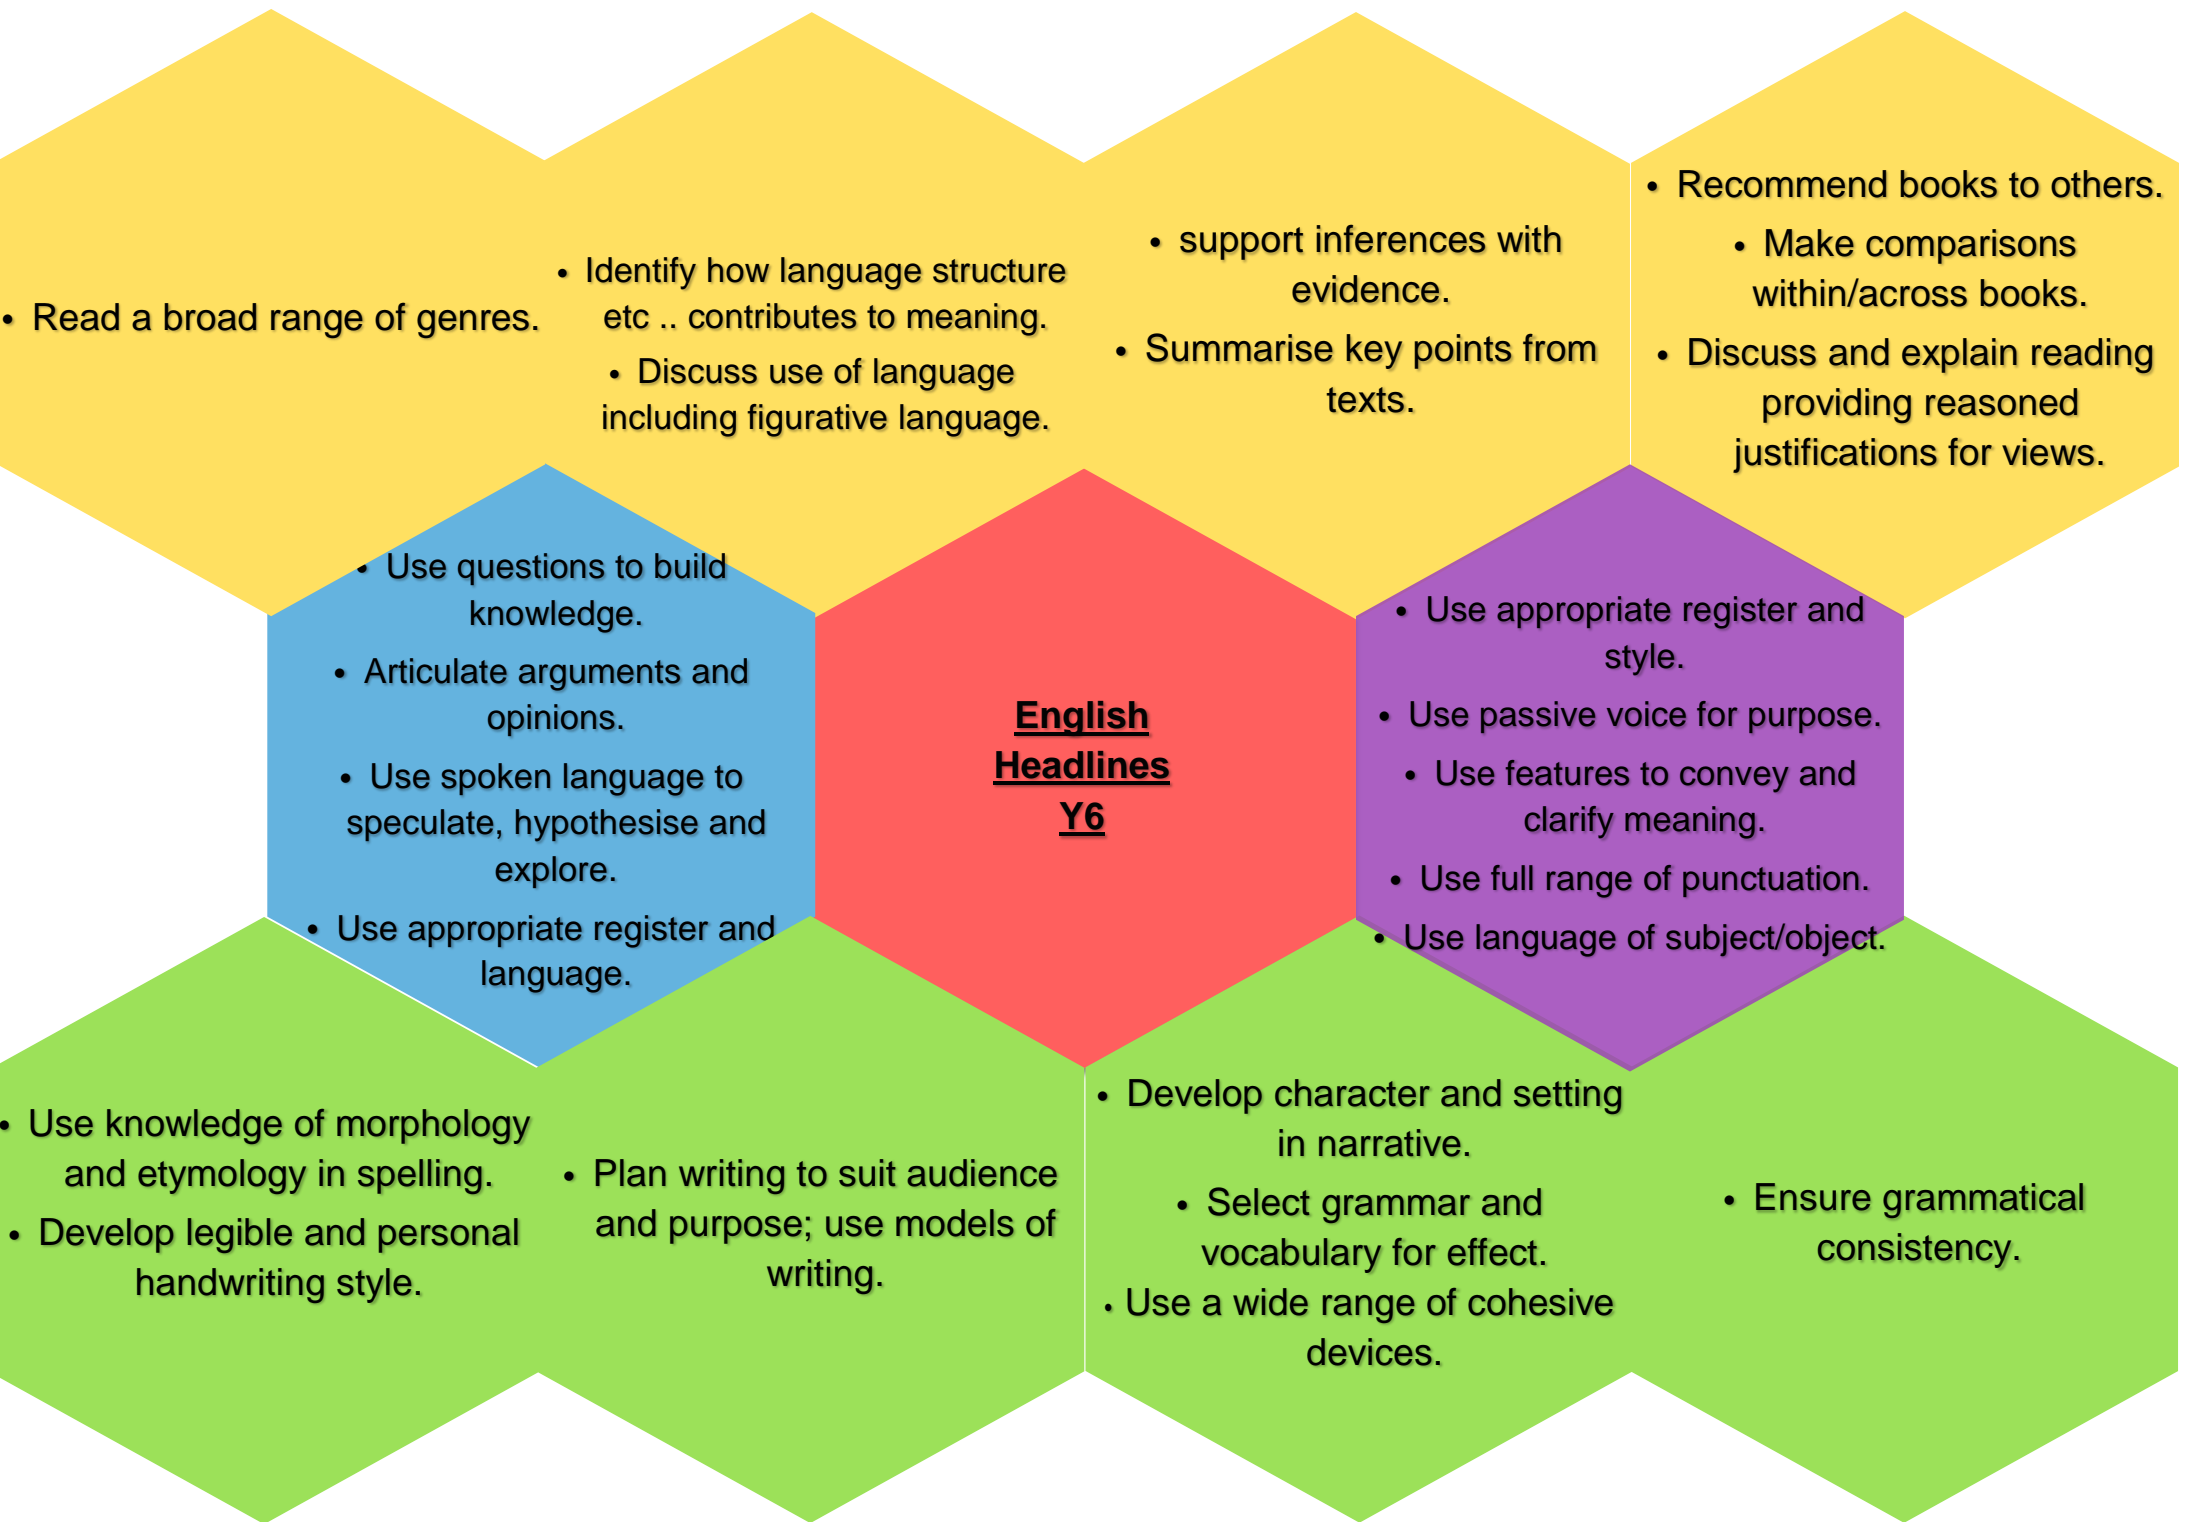 • Read a broad range of genres.
• Identify how language structure
etc .. contributes to meaning.
• Discuss use of language
including figurative language.
• support inferences with
evidence.
• Summarise key points from
texts.
• Recommend books to others.
• Make comparisons
within/across books.
• Discuss and explain reading
providing reasoned
justifications for views.
• Use questions to build
knowledge.
• Articulate arguments and
opinions.
• Use spoken language to
speculate, hypothesise and
explore.
• Use appropriate register and
language.
English
Headlines
Y6
• Use appropriate register and
style.
• Use passive voice for purpose.
• Use features to convey and
clarify meaning.
• Use full range of punctuation.
• Use language of subject/object.
• Use knowledge of morphology
and etymology in spelling.
• Develop legible and personal
handwriting style.
• Plan writing to suit audience
and purpose; use models of
writing.
• Develop character and setting
in narrative.
• Select grammar and
vocabulary for effect.
• Use a wide range of cohesive
devices.
• Ensure grammatical
consistency.